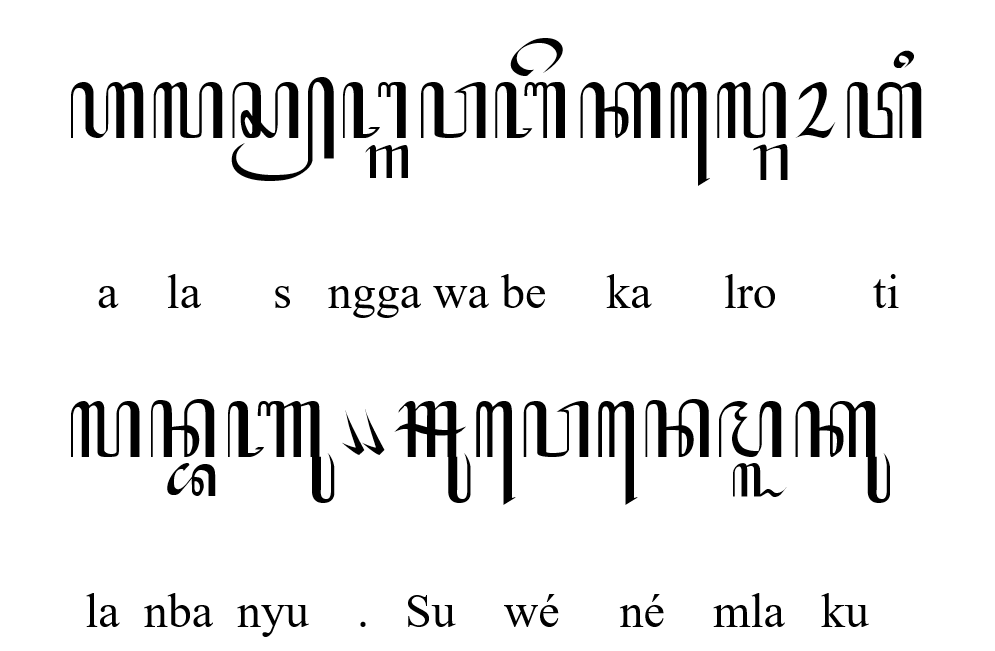 ꦲꦭꦱ꧀ꦔ꧀ꦒꦮꦧꦼꦏꦭ꧀ꦫꦺꦴꦠꦶ
a la s ngga wa be ka lro ti
ꦭꦤ꧀ꦧꦚꦸ꧉ꦯꦸꦮꦺꦤꦺꦩ꧀ꦭꦏꦸ
la nba nyu . Su wé né mla ku